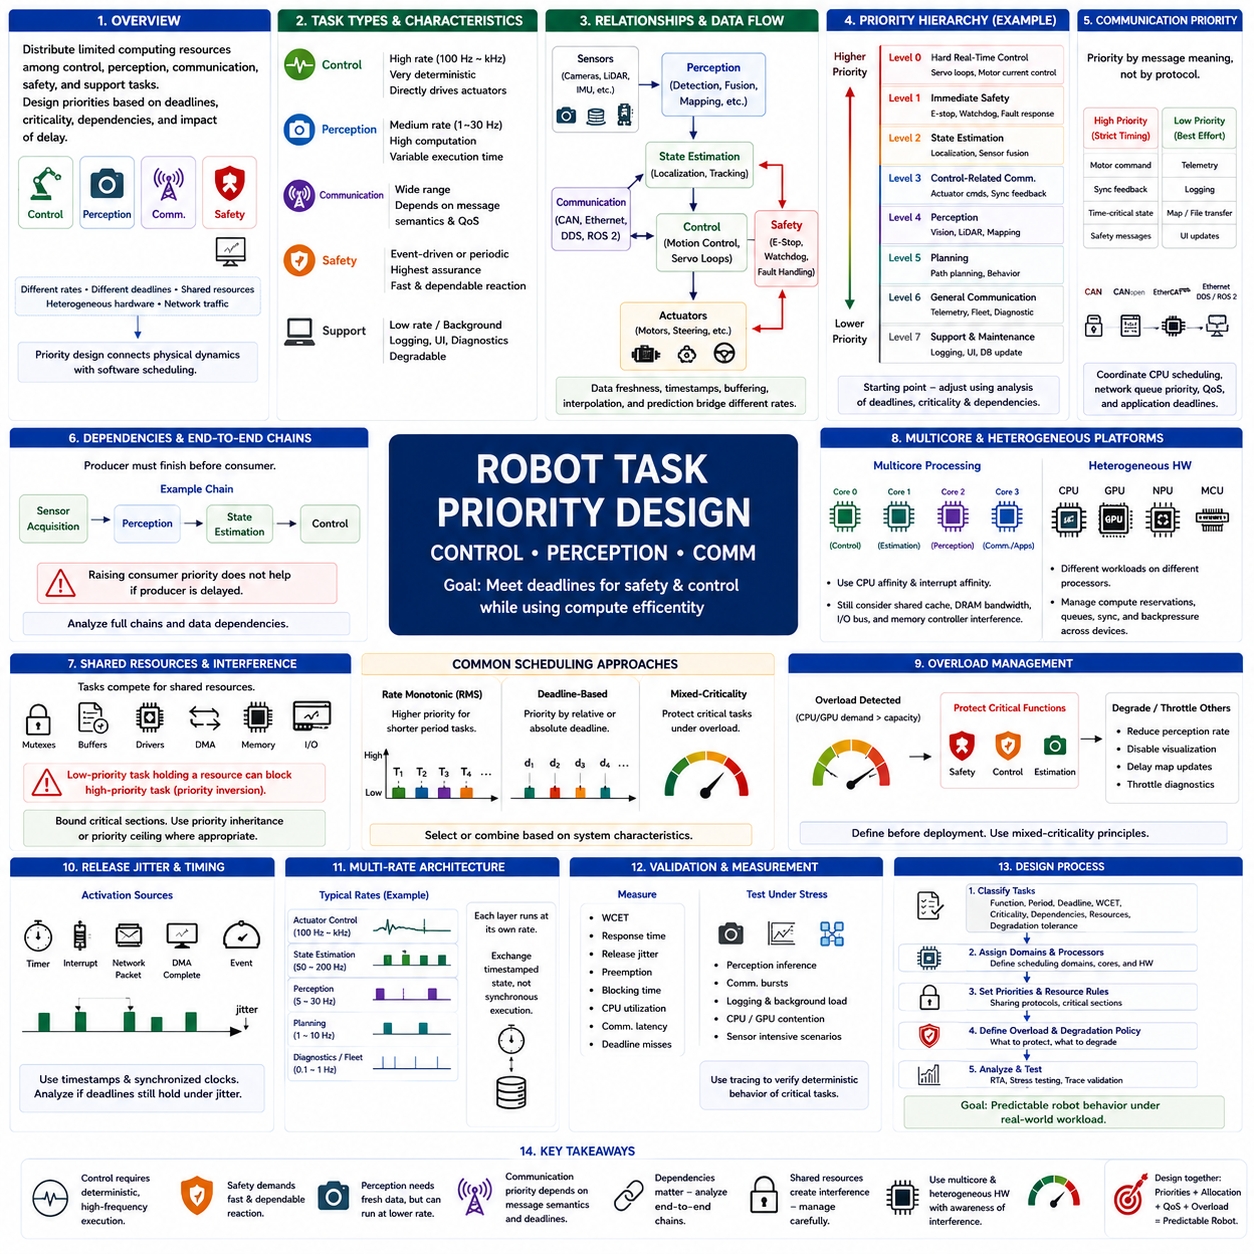 1. OVERVIEW
Distribute limited computing resources
among control, perception, communication,
safety, and support tasks.
Design priorities based on deadlines,
criticality, dependencies, and impact
of delay.
Control
Perception
Comm.
Safety
Different rates • Different deadlines • Shared resources
Heterogeneous hardware • Network traffic
Priority design connects physical dynamics
with software scheduling.
2. TASK TYPES & CHARACTERISTICS
Control
High rate (100 Hz ~ kHz)
Very deterministic
Directly drives actuators
Perception
Medium rate (1~30 Hz)
High computation
Variable execution time
Communication
Wide range
Depends on message
semantics & QoS
Safety
Event-driven or periodic
Highest assurance
Fast & dependable reaction
Support
Low rate / Background
Logging, UI, Diagnostics
Degradable
3. RELATIONSHIPS & DATA FLOW
Sensors
(Cameras, LiDAR,
IMU, etc.)
Perception
(Detection, Fusion,
Mapping, etc.)
State Estimation
(Localization, Tracking)
Communication
(CAN, Ethernet,
DDS, ROS 2)
Control
(Motion Control,
Servo Loops)
Safety
(E-Stop,
Watchdog,
Fault Handling)
Actuators
(Motors, Steering, etc.)
Data freshness, timestamps, buffering,
interpolation, and prediction bridge different rates.
4. PRIORITY HIERARCHY (EXAMPLE)
Higher
Priority
Lower
Priority
Level 0 Hard Real-Time Control
Servo loops, Motor current control
Level 1 Immediate Safety
E-stop, Watchdog, Fault response
Level 2 State Estimation
Localization, Sensor fusion
Level 3 Control-Related Comm.
Actuator cmds, Sync feedback
Level 4 Perception
Vision, LiDAR, Mapping
Level 5 Planning
Path planning, Behavior
Level 6 General Communication
Telemetry, Fleet, Diagnostic
Level 7 Support & Maintenance
Logging, UI, DB update
Starting point – adjust using analysis
of deadlines, criticality & dependencies.
5. COMMUNICATION PRIORITY
Priority by message meaning,
not by protocol.
High Priority
(Strict Timing)
Low Priority
(Best Effort)
Motor command
Telemetry
Sync feedback
Logging
Time-critical state
Map / File transfer
Safety messages
UI updates
CAN
CANopen
EtherCAT
Ethernet
DDS / ROS 2
Coordinate CPU scheduling,
network queue priority, QoS,
and application deadlines.
6. DEPENDENCIES & END-TO-END CHAINS
Producer must finish before consumer.
Example Chain
Sensor
Acquisition
Perception
State
Estimation
Control
Raising consumer priority does not help
if producer is delayed.
Analyze full chains and data dependencies.
ROBOT TASK
PRIORITY DESIGN
CONTROL • PERCEPTION • COMM
Goal: Meet deadlines for safety & control
while using compute efficentity
8. MULTICORE & HETEROGENEOUS PLATFORMS
Multicore Processing
Core 0
Core 1
Core 2
Core 3
(Control)
(Estimation)
(Perception)
(Comm./Apps)
• Use CPU affinity & interrupt affinity.
• Still consider shared cache, DRAM bandwidth,
I/O bus, and memory controller interference.
Heterogeneous HW
CPU
GPU
NPU
MCU
GPU
• Different workloads on different
processors.
• Manage compute reservations,
queues, sync, and backpressure
across devices.
7. SHARED RESOURCES & INTERFERENCE
Tasks compete for shared resources.
Mutexes
Buffers
Drivers
DMA
Memory
I/O
Low-priority task holding a resource can block
high-priority task (priority inversion).
Bound critical sections. Use priority inheritance
or priority ceiling where appropriate.
COMMON SCHEDULING APPROACHES
Rate Monotonic (RMS)
Higher priority for
shorter period tasks.
High
Low
T1 T2 T3 T4 ...
Deadline-Based
Priority by relative or
absolute deadline.
d1 d2 d3 d4 ...
Mixed-Criticality
Protect critical tasks
under overload.
Select or combine based on system characteristics.
9. OVERLOAD MANAGEMENT
Overload Detected
(CPU/GPU demand > capacity)
Protect Critical Functions
Safety
Control
Estimation
Degrade / Throttle Others
• Reduce perception rate
• Disable visualization
• Delay map updates
• Throttle diagnostics
Define before deployment. Use mixed-criticality principles.
10. RELEASE JITTER & TIMING
Activation Sources
Timer
Interrupt
Network
Packet
DMA
Complete
Event
jitter
Use timestamps & synchronized clocks.
Analyze if deadlines still hold under jitter.
11. MULTI-RATE ARCHITECTURE
Typical Rates (Example)
Actuator Control
(100 Hz ~ kHz)
State Estimation
(50 ~ 200 Hz)
Perception
(5 ~ 30 Hz)
Planning
(1 ~ 10 Hz)
Diagnostics / Fleet
(0.1 ~ 1 Hz)
Each layer runs at
its own rate.
Exchange
timestamped
state, not
synchronous
execution.
12. VALIDATION & MEASUREMENT
Measure
• WCET
• Response time
• Release jitter
• Preemption
• Blocking time
• CPU utilization
• Comm. latency
• Deadline misses
Test Under Stress
• Perception inference
• Comm. bursts
• Logging & background load
• CPU / GPU contention
• Sensor intensive scenarios
Use tracing to verify deterministic
behavior of critical tasks.
13. DESIGN PROCESS
1. Classify Tasks
Function, Period, Deadline, WCET,
Criticality, Dependencies, Resources,
Degradation tolerance
2. Assign Domains & Processors
Define scheduling domains, cores, and HW
3. Set Priorities & Resource Rules
Sharing protocols, critical sections
4. Define Overload & Degradation Policy
What to protect, what to degrade
5. Analyze & Test
RTA, Stress testing, Trace validation
Goal: Predictable robot behavior under
real-world workload.
14. KEY TAKEAWAYS
Control requires
deterministic,
high-frequency
execution.
Safety demands
fast & dependable
reaction.
Perception needs
fresh data, but can
run at lower rate.
Communication
priority depends on
message semantics
and deadlines.
Dependencies
matter – analyze
end-to-end
chains.
Shared resources
create interference
– manage
carefully.
Use multicore &
heterogeneous HW
with awareness of
interference.
Design together:
Priorities + Allocation
+ QoS + Overload
= Predictable Robot.